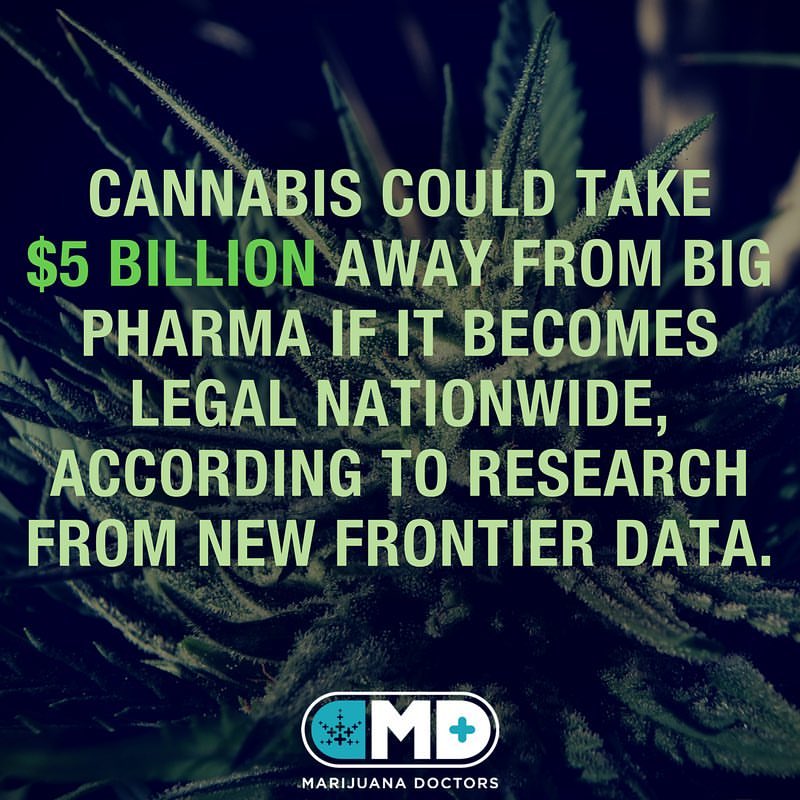 CANNABIS COULD TAKE
$5 BILLION AWAY FROM BIG
PHARMA IF IT BECOMES
LEGAL NATIONWIDE,
ACCORDING TO RESEARCH
FROM NEW FRONTIER DATA.
MD
MARIJUANA DOCTORS